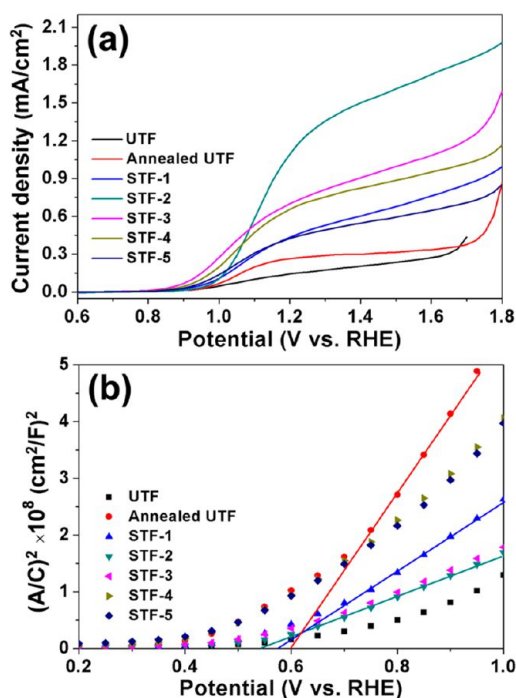 (a)
Current density (mA/cm²)
2.1
1.8
1.5
1.2
0.9
0.6
0.3
0.0
UTF
Annealed UTF
STF-1
STF-2
STF-3
STF-4
STF-5
0.6 0.8 1.0 1.2 1.4 1.6 1.8
Potential (V vs. RHE)
(b)
(A/C)² ×10⁸ (cm²/F)²
5
4
3
2
1
0
UTF
Annealed UTF
STF-1
STF-2
STF-3
STF-4
STF-5
0.2 0.4 0.6 0.8 1.0
Potential (V vs. RHE)